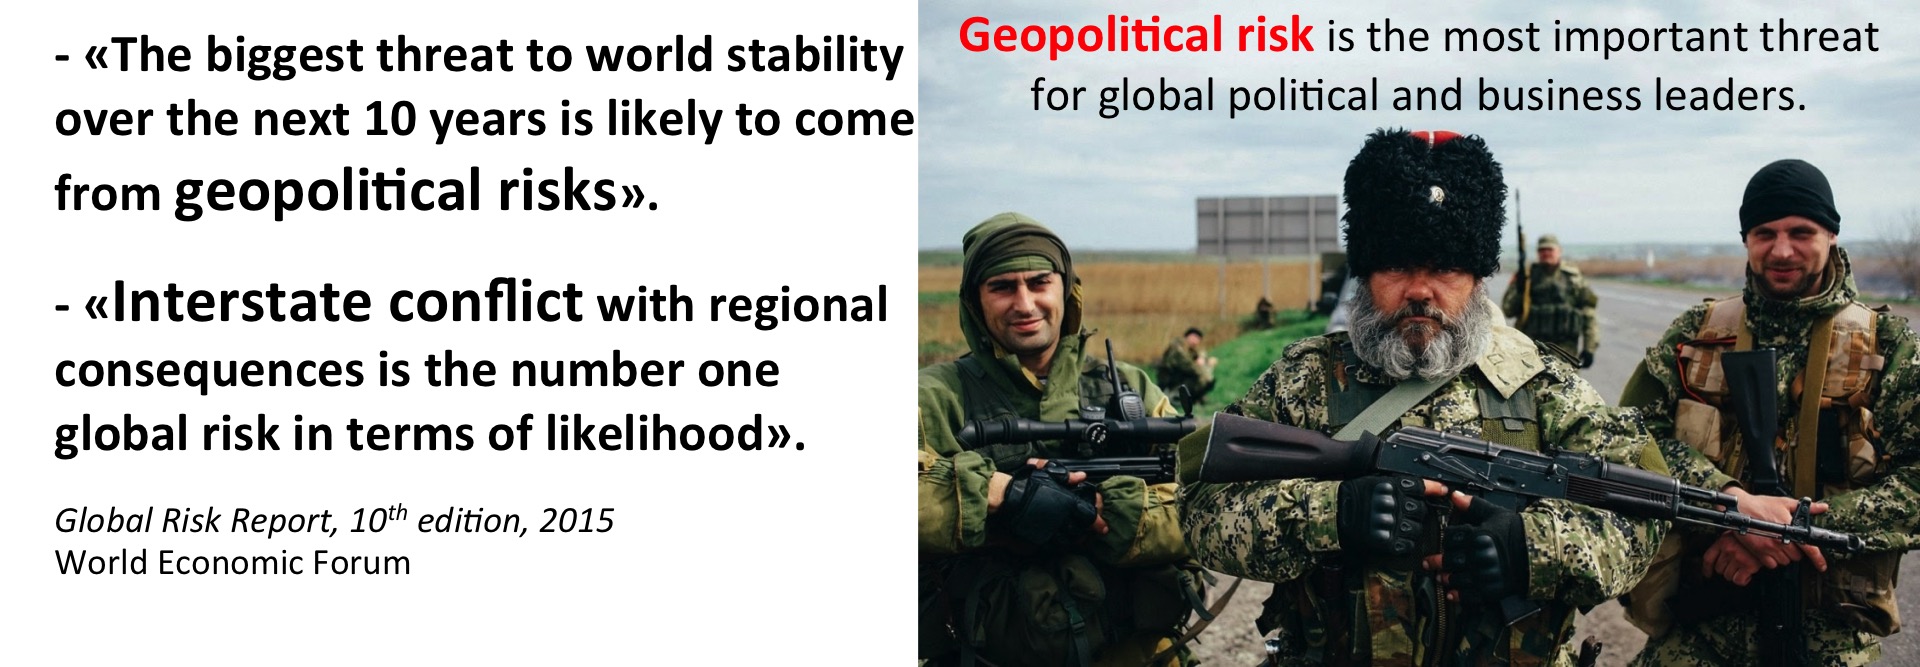 - «The biggest threat to world stability
over the next 10 years is likely to come
from geopolitical risks».
- «Interstate conflict with regional
consequences is the number one
global risk in terms of likelihood».
Global Risk Report, 10th edition, 2015
World Economic Forum
Geopolitical risk is the most important threat
for global political and business leaders.